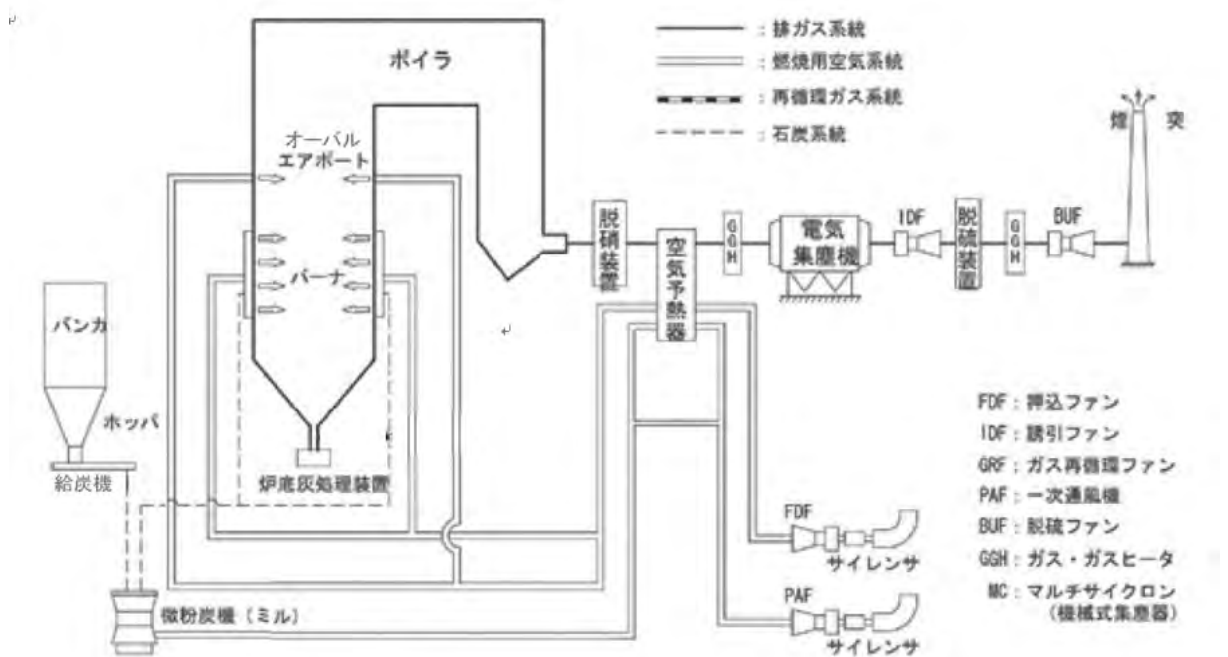 ボイラ
オーバル
エアポート
バーナ
バンカ
ホッパ
給炭機
炉底灰処理装置
微粉炭機(ミル)
: 排ガス系統
: 燃焼用空気系統
: 再循環ガス系統
: 石炭系統
脱硝装置
空気予熱器
GGH
電気
集塵機
IDF
脱硫装置
GGH
BUF
煙突
FDF
サイレンサ
PAF
サイレンサ
FDF : 押込ファン
IDF : 誘引ファン
GRF : ガス再循環ファン
PAF : 一次通風機
BUF : 脱硫ファン
GGH : ガス・ガスヒータ
MC : マルチサイクロン
(機械式集塵器)